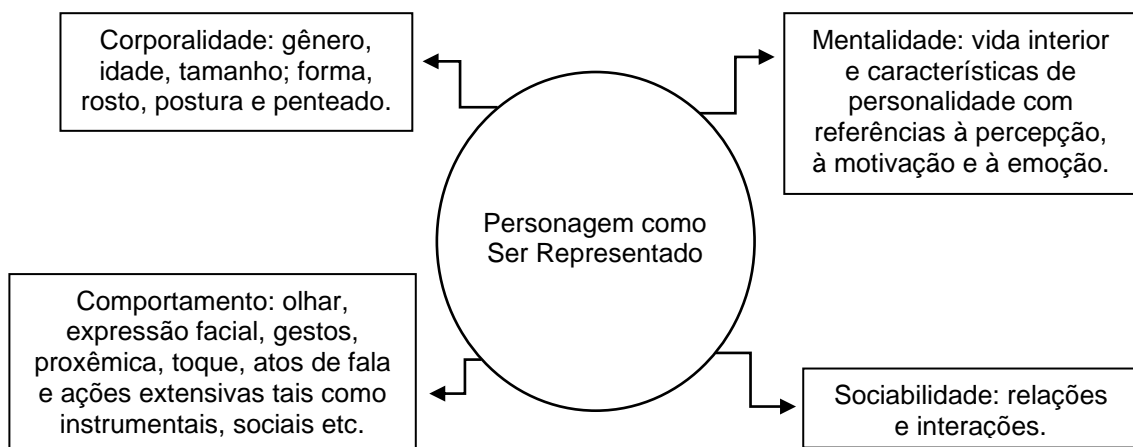 Corporalidade: gênero,
idade, tamanho; forma,
rosto, postura e penteado.
Mentalidade: vida interior
e características de
personalidade com
referências à percepção,
à motivação e à emoção.
Personagem como
Ser Representado
Comportamento: olhar,
expressão facial, gestos,
proxêmica, toque, atos de fala
e ações extensivas tais como
instrumentais, sociais etc.
Sociabilidade: relações
e interações.